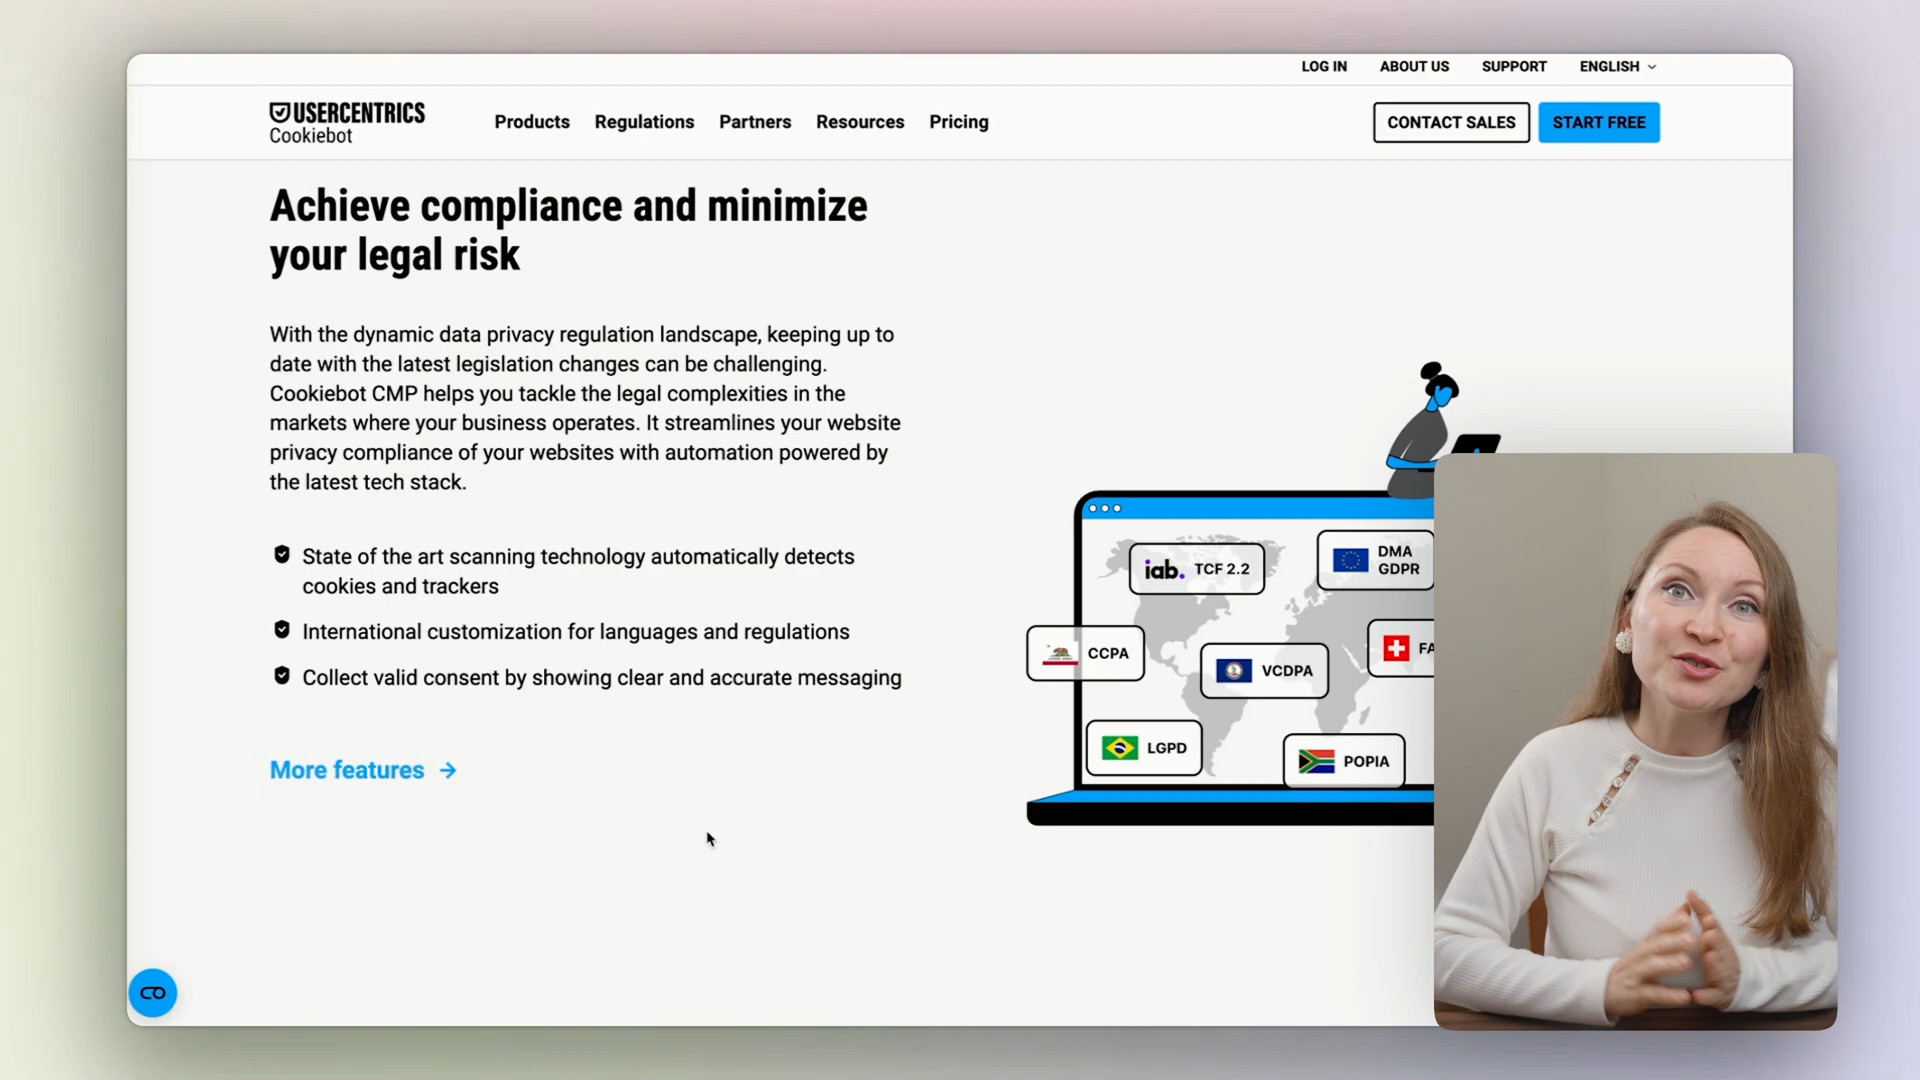 LOG IN ABOUT US SUPPORT ENGLISH
USERCENTRICS
Cookiebot
Products Regulations Partners Resources Pricing
CONTACT SALES START FREE
Achieve compliance and minimize
your legal risk
With the dynamic data privacy regulation landscape, keeping up to
date with the latest legislation changes can be challenging.
Cookiebot CMP helps you tackle the legal complexities in the
markets where your business operates. It streamlines your website
privacy compliance of your websites with automation powered by
the latest tech stack.
State of the art scanning technology automatically detects
cookies and trackers
International customization for languages and regulations
Collect valid consent by showing clear and accurate messaging
More features
iab. TCF 2.2
DMA
GDPR
CCPA
VCDPA
FA
LGPD
POPIA